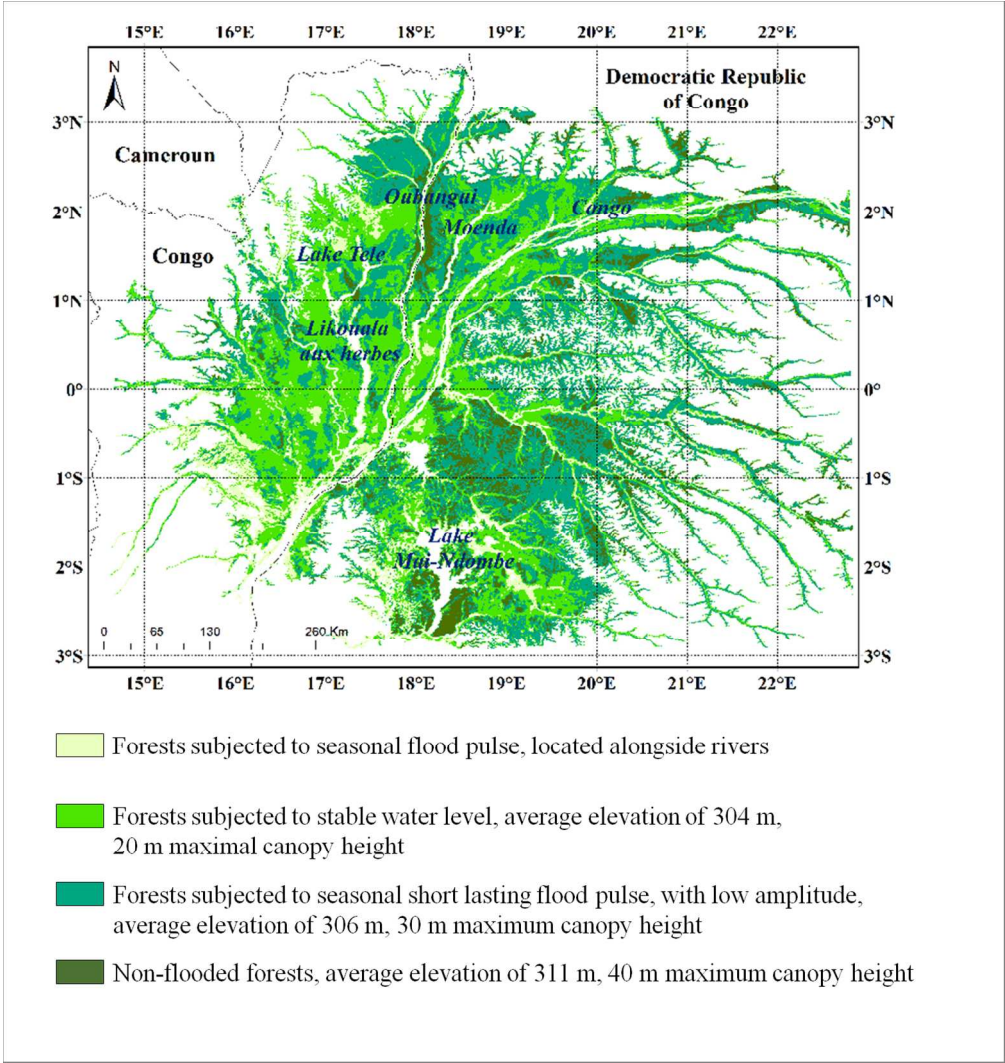 15°E 16°E 17°E 18°E 19°E 20°E 21°E 22°E
N
Democratic Republic
of Congo
3°N 3°N
Cameroun
Oubangui
2°N Congo 2°N
Moenda
Congo
Lake Tele
1°N 1°N
Likouala
aux herbes
0° 0°
1°S 1°S
Lake
Mai-Ndombe
2°S 2°S
0 65 130 260 Km
3°S 3°S
15°E 16°E 17°E 18°E 19°E 20°E 21°E 22°E
Forests subjected to seasonal flood pulse, located alongside rivers
Forests subjected to stable water level, average elevation of 304 m,
20 m maximal canopy height
Forests subjected to seasonal short lasting flood pulse, with low amplitude,
average elevation of 306 m, 30 m maximum canopy height
Non-flooded forests, average elevation of 311 m, 40 m maximum canopy height